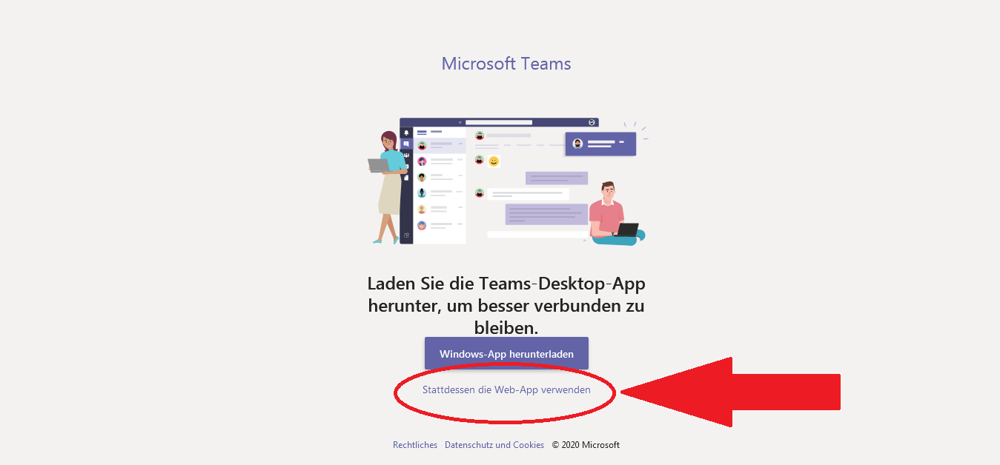 Microsoft Teams
Laden Sie die Teams-Desktop-App
herunter, um besser verbunden zu
bleiben.
Windows-App herunterladen
Stattdessen die Web-App verwenden
Rechtliches Datenschutz und Cookies © 2020 Microsoft